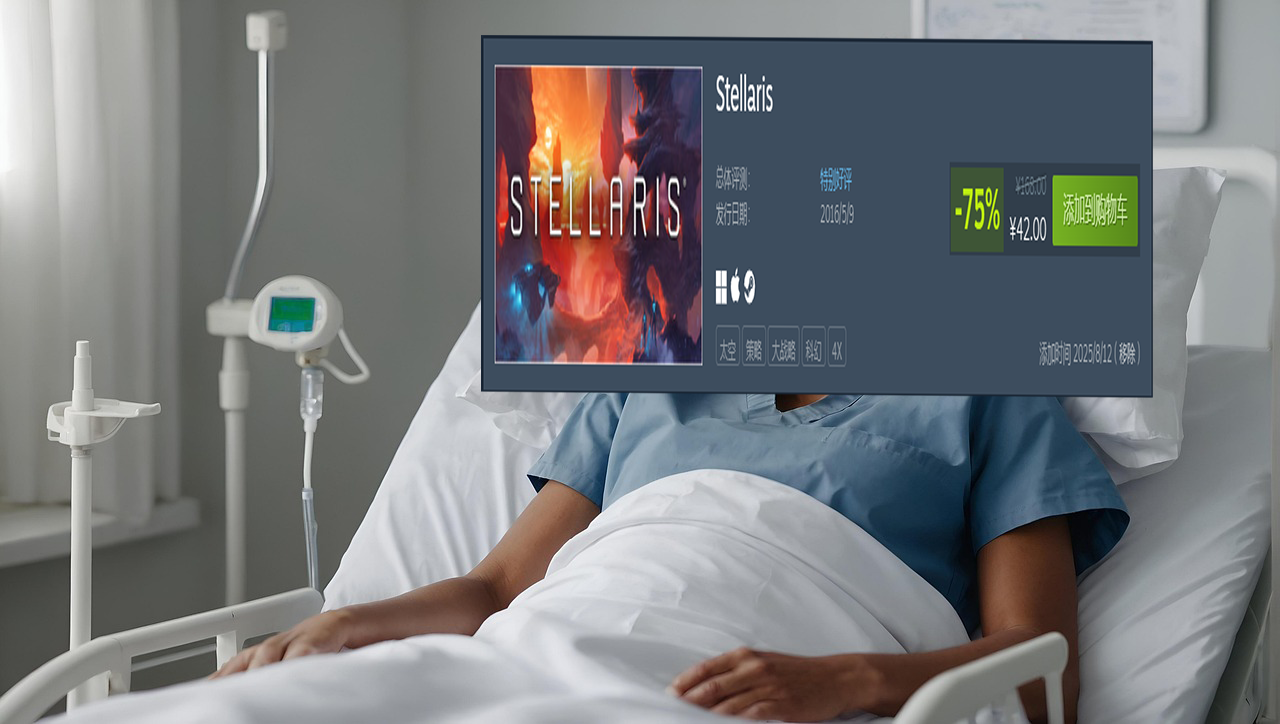 Stellaris
STELLARIS
总体评测: 特别好评
发行日期: 2016/5/9
-75% ¥168.00 ¥42.00 添加到购物车
太空 策略 大战略 科幻 4X
添加时间 2025/8/12 ( 移除 )